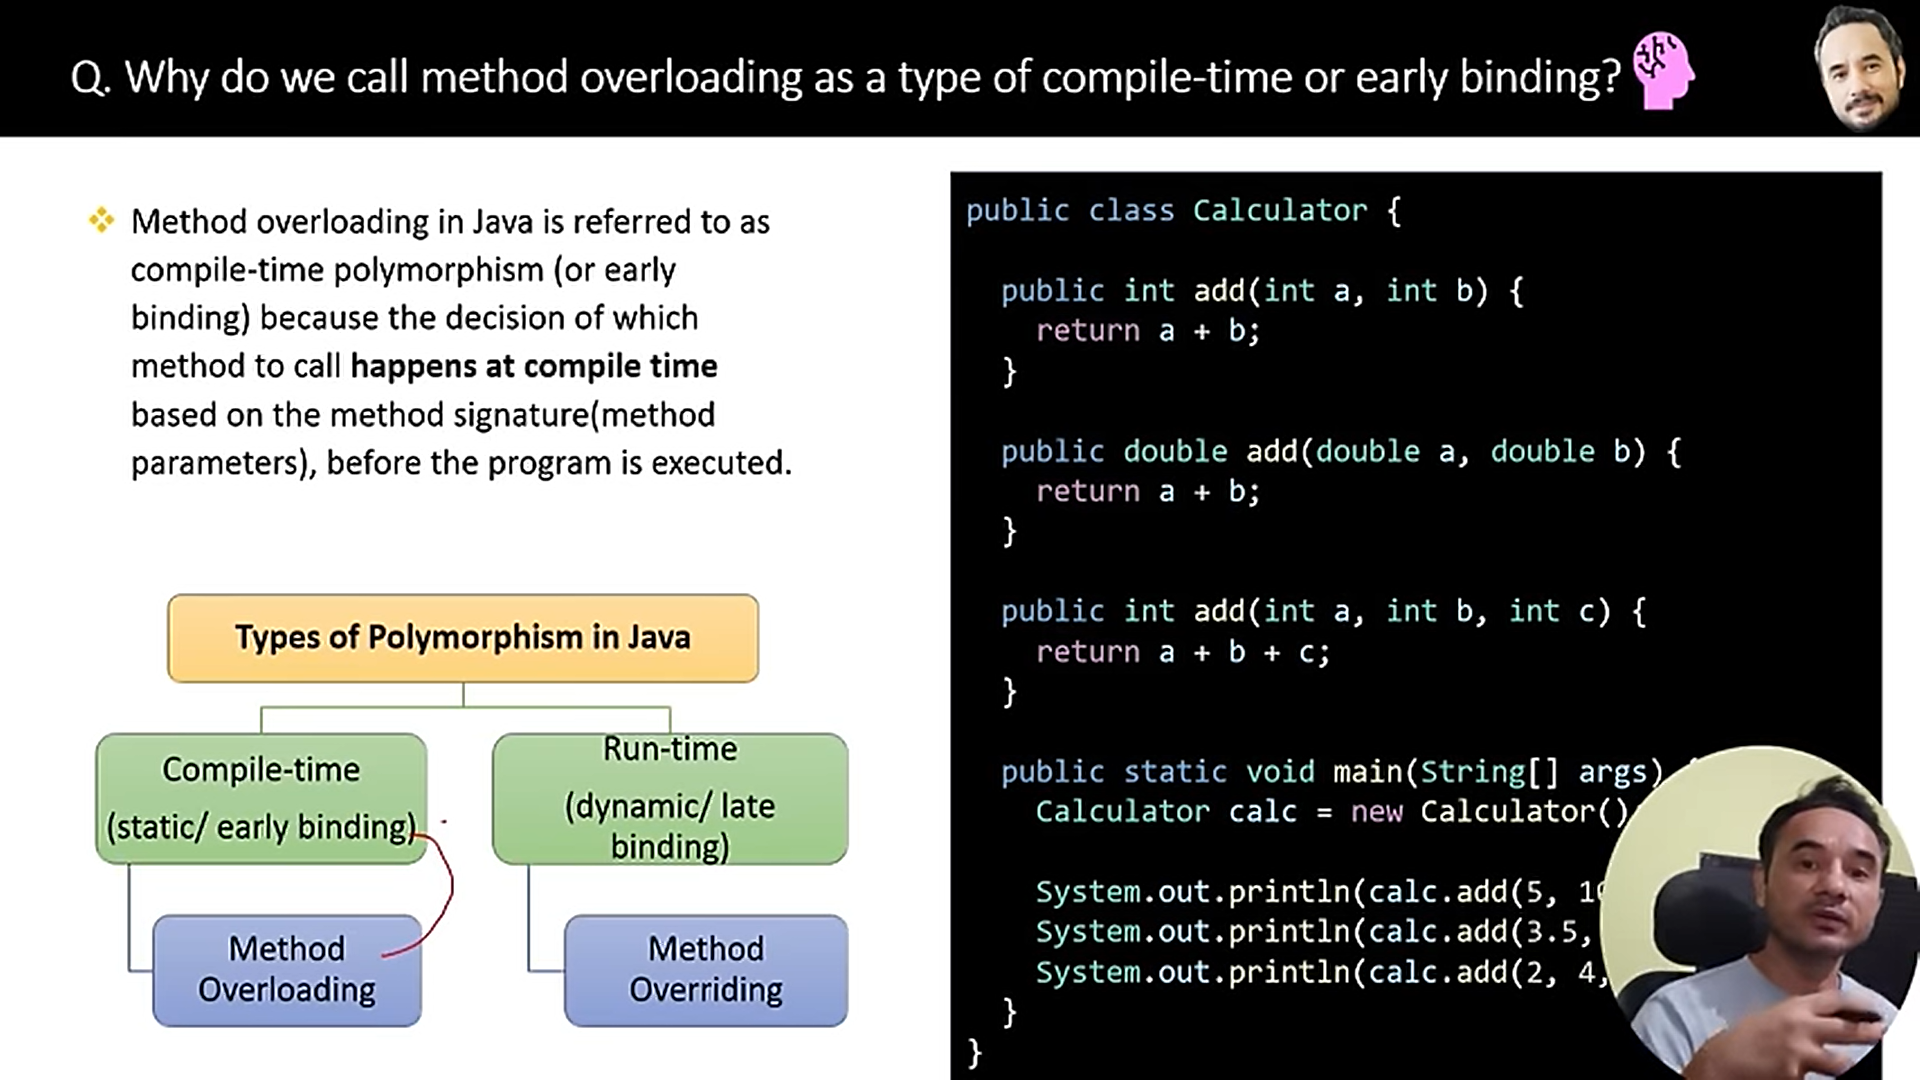 Q. Why do we call method overloading as a type of compile-time or early binding?
Method overloading in Java is referred to as
compile-time polymorphism (or early
binding) because the decision of which
method to call happens at compile time
based on the method signature(method
parameters), before the program is executed.
Types of Polymorphism in Java
Compile-time
(static/ early binding)
Run-time
(dynamic/ late
binding)
Method
Overloading
Method
Overriding
public class Calculator {
public int add(int a, int b) {
return a + b;
}
public double add(double a, double b) {
return a + b;
}
public int add(int a, int b, int c) {
return a + b + c;
}
public static void main(String[] args)
Calculator calc = new Calculator()
System.out.println(calc.add(5,
System.out.println(calc.add(3.5,
System.out.println(calc.add(2, 4,
}
}